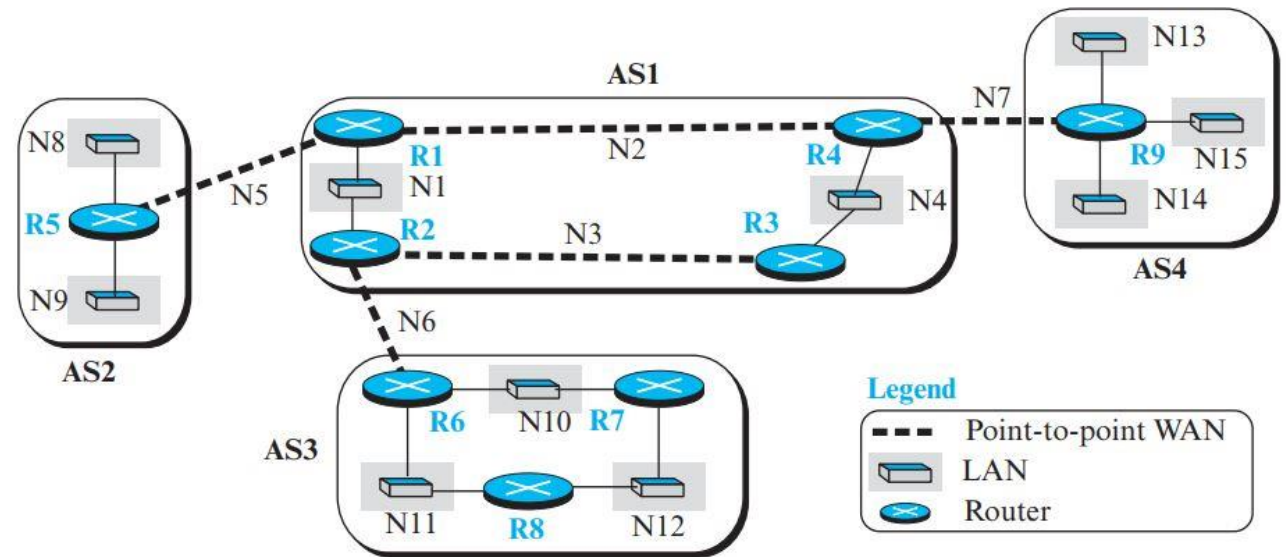 N13
AS1
N7
N8
N2
R9
N15
R1
R4
N5
N1
N4
N14
R5
R2
N3
R3
N9
AS4
N6
AS2
Legend
R6
N10
R7
Point-to-point WAN
AS3
LAN
N11
R8
N12
Router